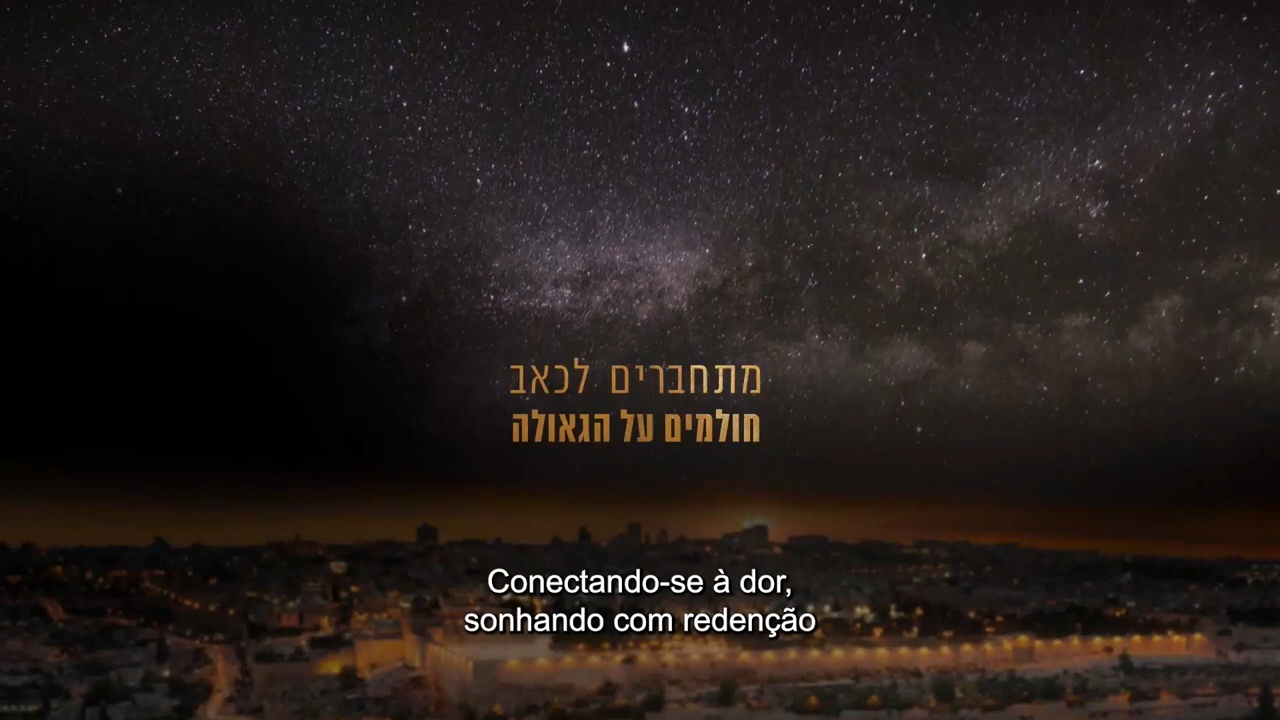 מתחברים לכאב
חולמים על הגאולה
Conectando-se à dor,
sonhando com redenção